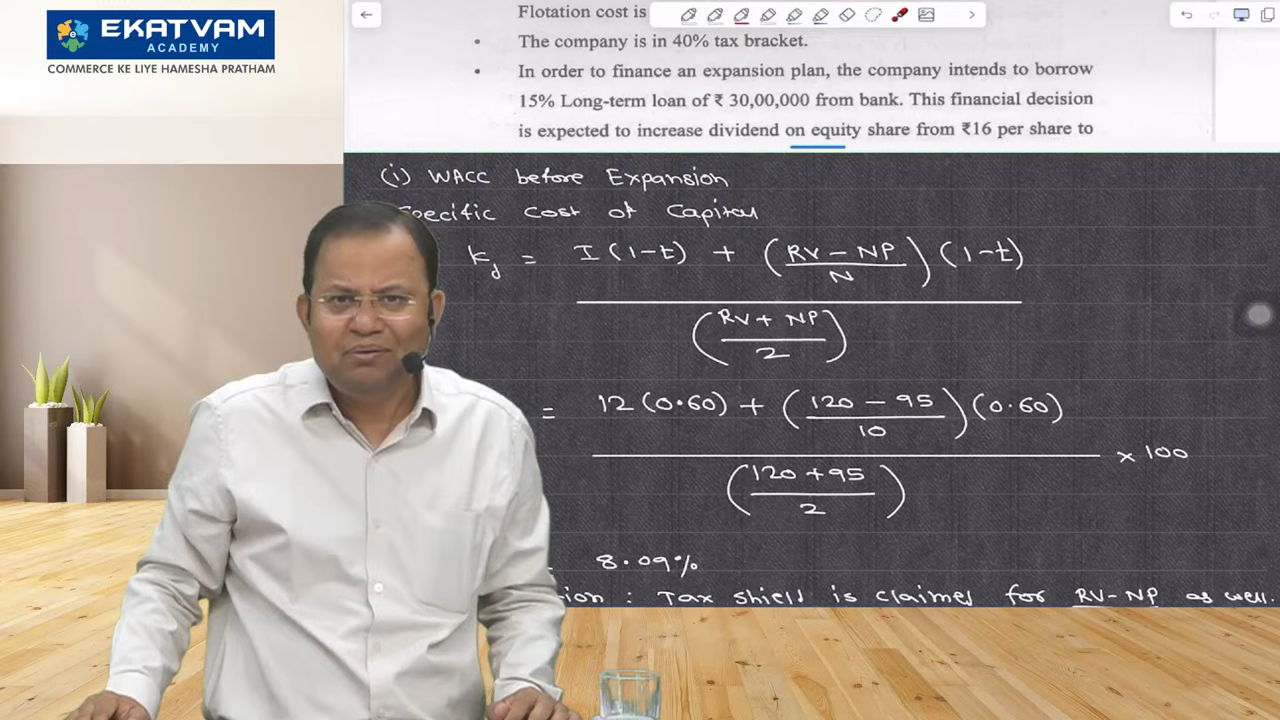 EKATVAM
ACADEMY
COMMERCE KE LIYE HAMESHA PRATHAM
Flotation cost is
• The company is in 40% tax bracket.
• In order to finance an expansion plan, the company intends to borrow
15% Long-term loan of ₹ 30,00,000 from bank. This financial decision
is expected to increase dividend on equity share from ₹16 per share to
(i) WACC before Expansion
Specific Cost of Capital
Kd = I(1-t) + (RV - NP / N) (1-t)
(RV + NP / 2)
= 12(0.60) + (120 - 95 / 10) (0.60)
(120 + 95 / 2)
× 100
= 8.09%
: Tax shield is claimed for RV-NP as well.